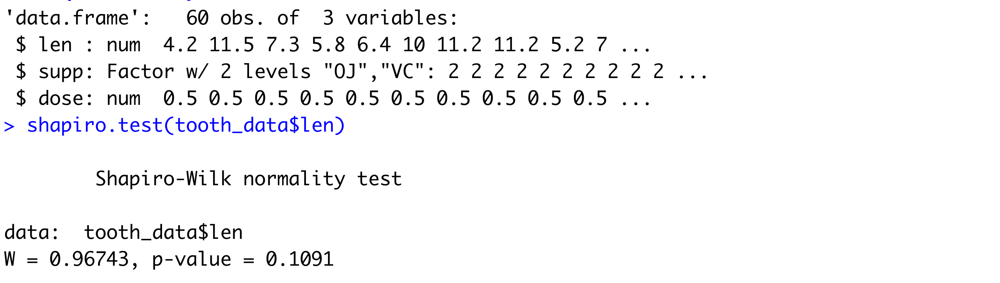 'data.frame':   60 obs. of  3 variables:
 $ len : num  4.2 11.5 7.3 5.8 6.4 10 11.2 11.2 5.2 7 ...
 $ supp: Factor w/ 2 levels "OJ","VC": 2 2 2 2 2 2 2 2 2 2 ...
 $ dose: num  0.5 0.5 0.5 0.5 0.5 0.5 0.5 0.5 0.5 0.5 ...
> shapiro.test(tooth_data$len)
        Shapiro-Wilk normality test
data:  tooth_data$len
W = 0.96743, p-value = 0.1091